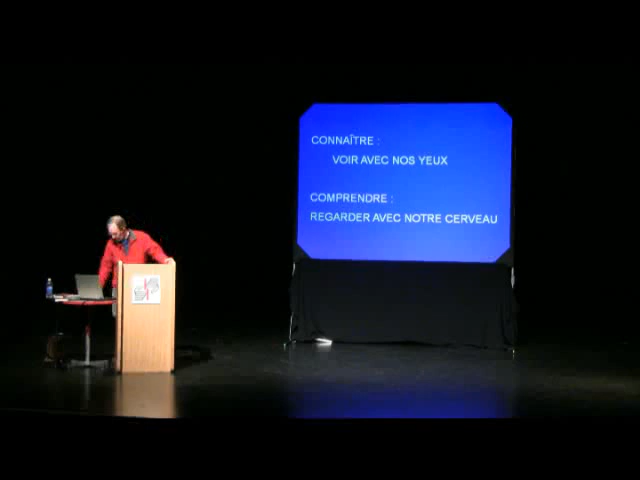 CONNAÎTRE :
VOIR AVEC NOS YEUX
COMPRENDRE :
REGARDER AVEC NOTRE CERVEAU